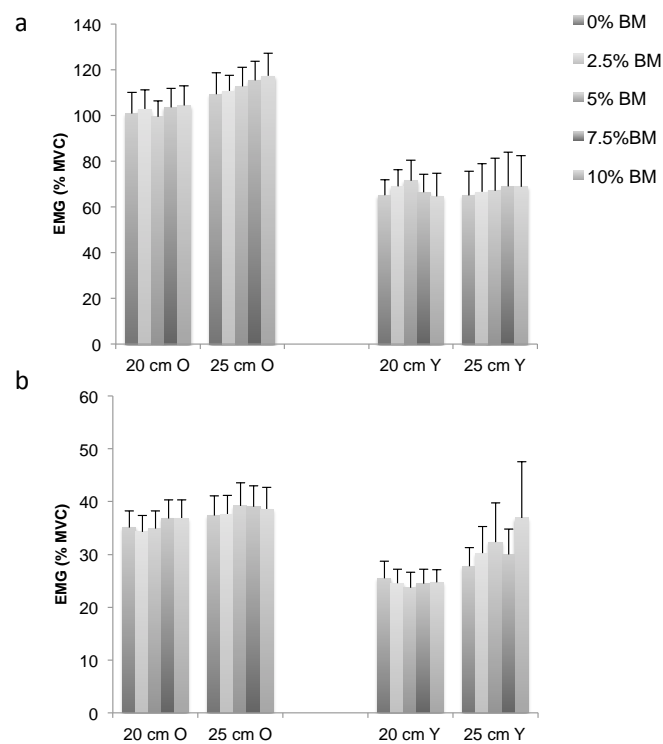 a
140
120
100
80
60
40
20
0
EMG (% MVC)
20 cm O
25 cm O
20 cm Y
25 cm Y
0% BM
2.5% BM
5% BM
7.5%BM
10% BM
b
60
50
40
30
20
10
0
EMG (% MVC)
20 cm O
25 cm O
20 cm Y
25 cm Y